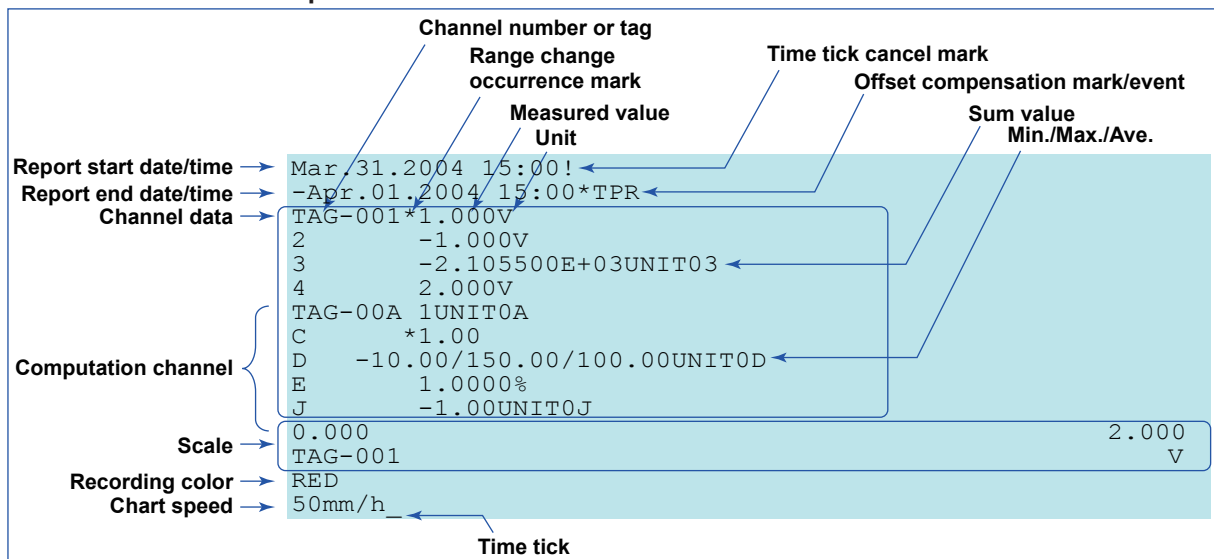 Channel number or tag
Range change
occurrence mark
Time tick cancel mark
Offset compensation mark/event
Measured value
Unit
Sum value
Min./Max./Ave.
Report start date/time
Mar.31.2004 15:00!
Report end date/time
-Apr.01.2004 15:00*TPR
Channel data
TAG-001*1.000V
2 -1.000V
3 -2.105500E+03UNIT03
4 2.000V
TAG-00A 1UNIT0A
C *1.00
Computation channel
D -10.00/150.00/100.00UNIT0D
E 1.0000%
J -1.00UNIT0J
Scale
0.000 2.000
TAG-001 V
Recording color
RED
Chart speed
50mm/h_
Time tick